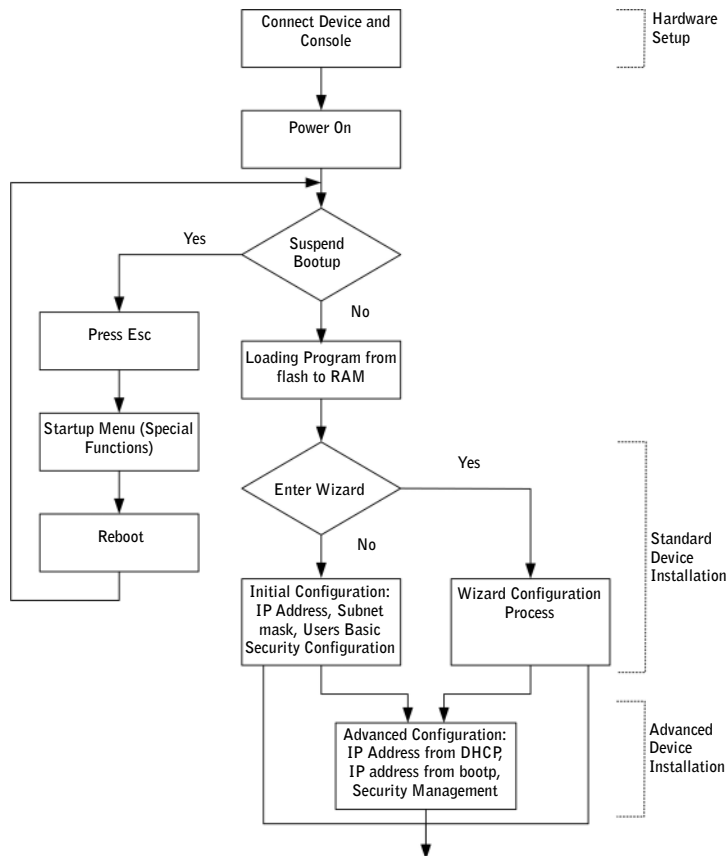 Connect Device and
Console
Hardware
Setup
Power On
Yes
Suspend
Bootup
No
Press Esc
Loading Program from
flash to RAM
Startup Menu (Special
Functions)
Yes
Enter Wizard
Reboot
No
Standard
Device
Installation
Initial Configuration:
IP Address, Subnet
mask, Users Basic
Security Configuration
Wizard Configuration
Process
Advanced Configuration:
IP Address from DHCP,
IP address from bootp,
Security Management
Advanced
Device
Installation